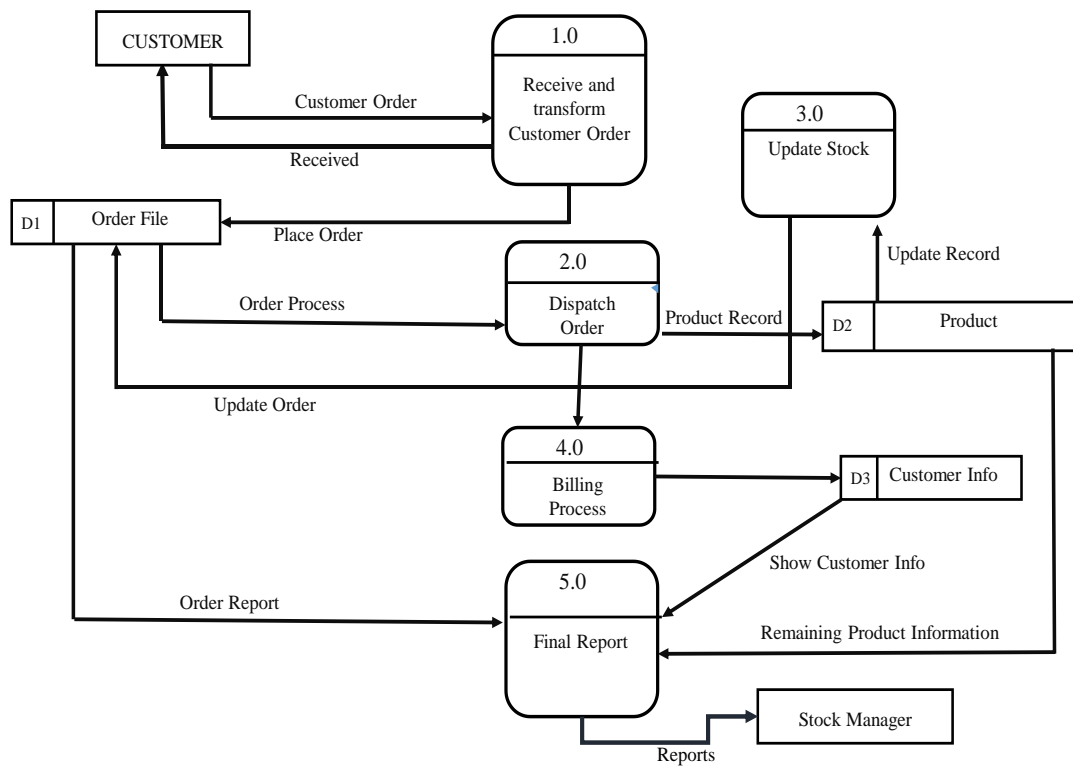 CUSTOMER
1.0
Receive and
transform
Customer Order
Customer Order
Received
3.0
Update Stock
D1
Order File
Place Order
2.0
Dispatch
Order
Order Process
Product Record
Update Record
D2
Product
Update Order
4.0
Billing
Process
D3
Customer Info
Show Customer Info
5.0
Final Report
Order Report
Remaining Product Information
Stock Manager
Reports